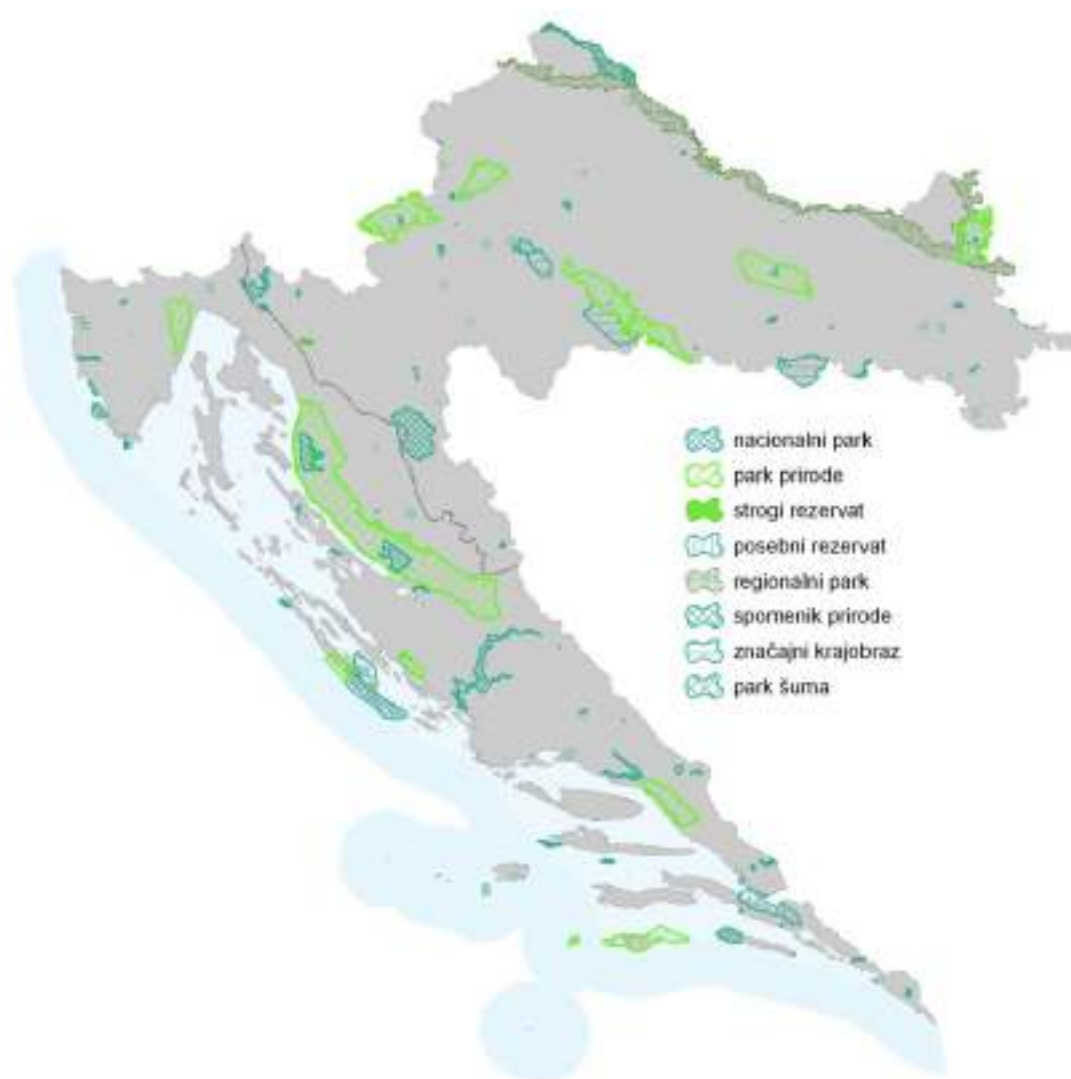 nacionalni park
park prirode
strogi rezervat
posebni rezervat
regionalni park
spomenik prirode
značajni krajobraz
park šuma